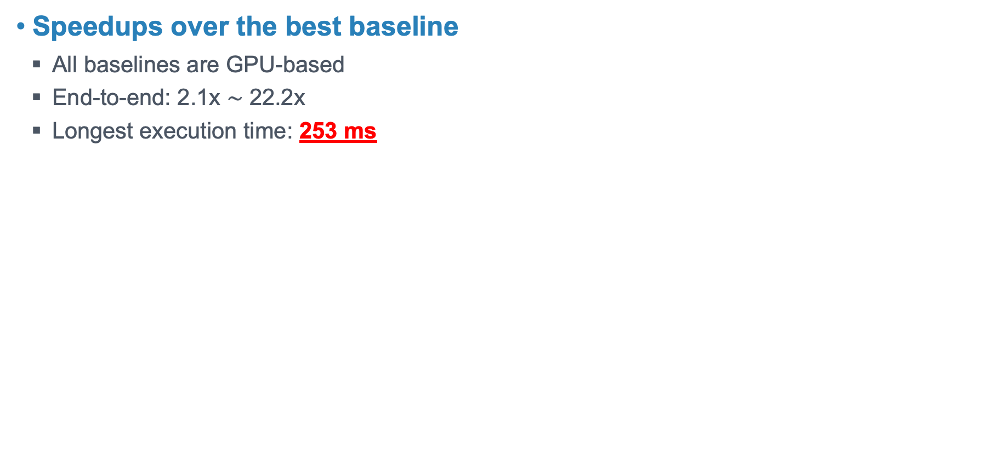 • Speedups over the best baseline
▪ All baselines are GPU-based
▪ End-to-end: 2.1x ~ 22.2x
▪ Longest execution time: 253 ms